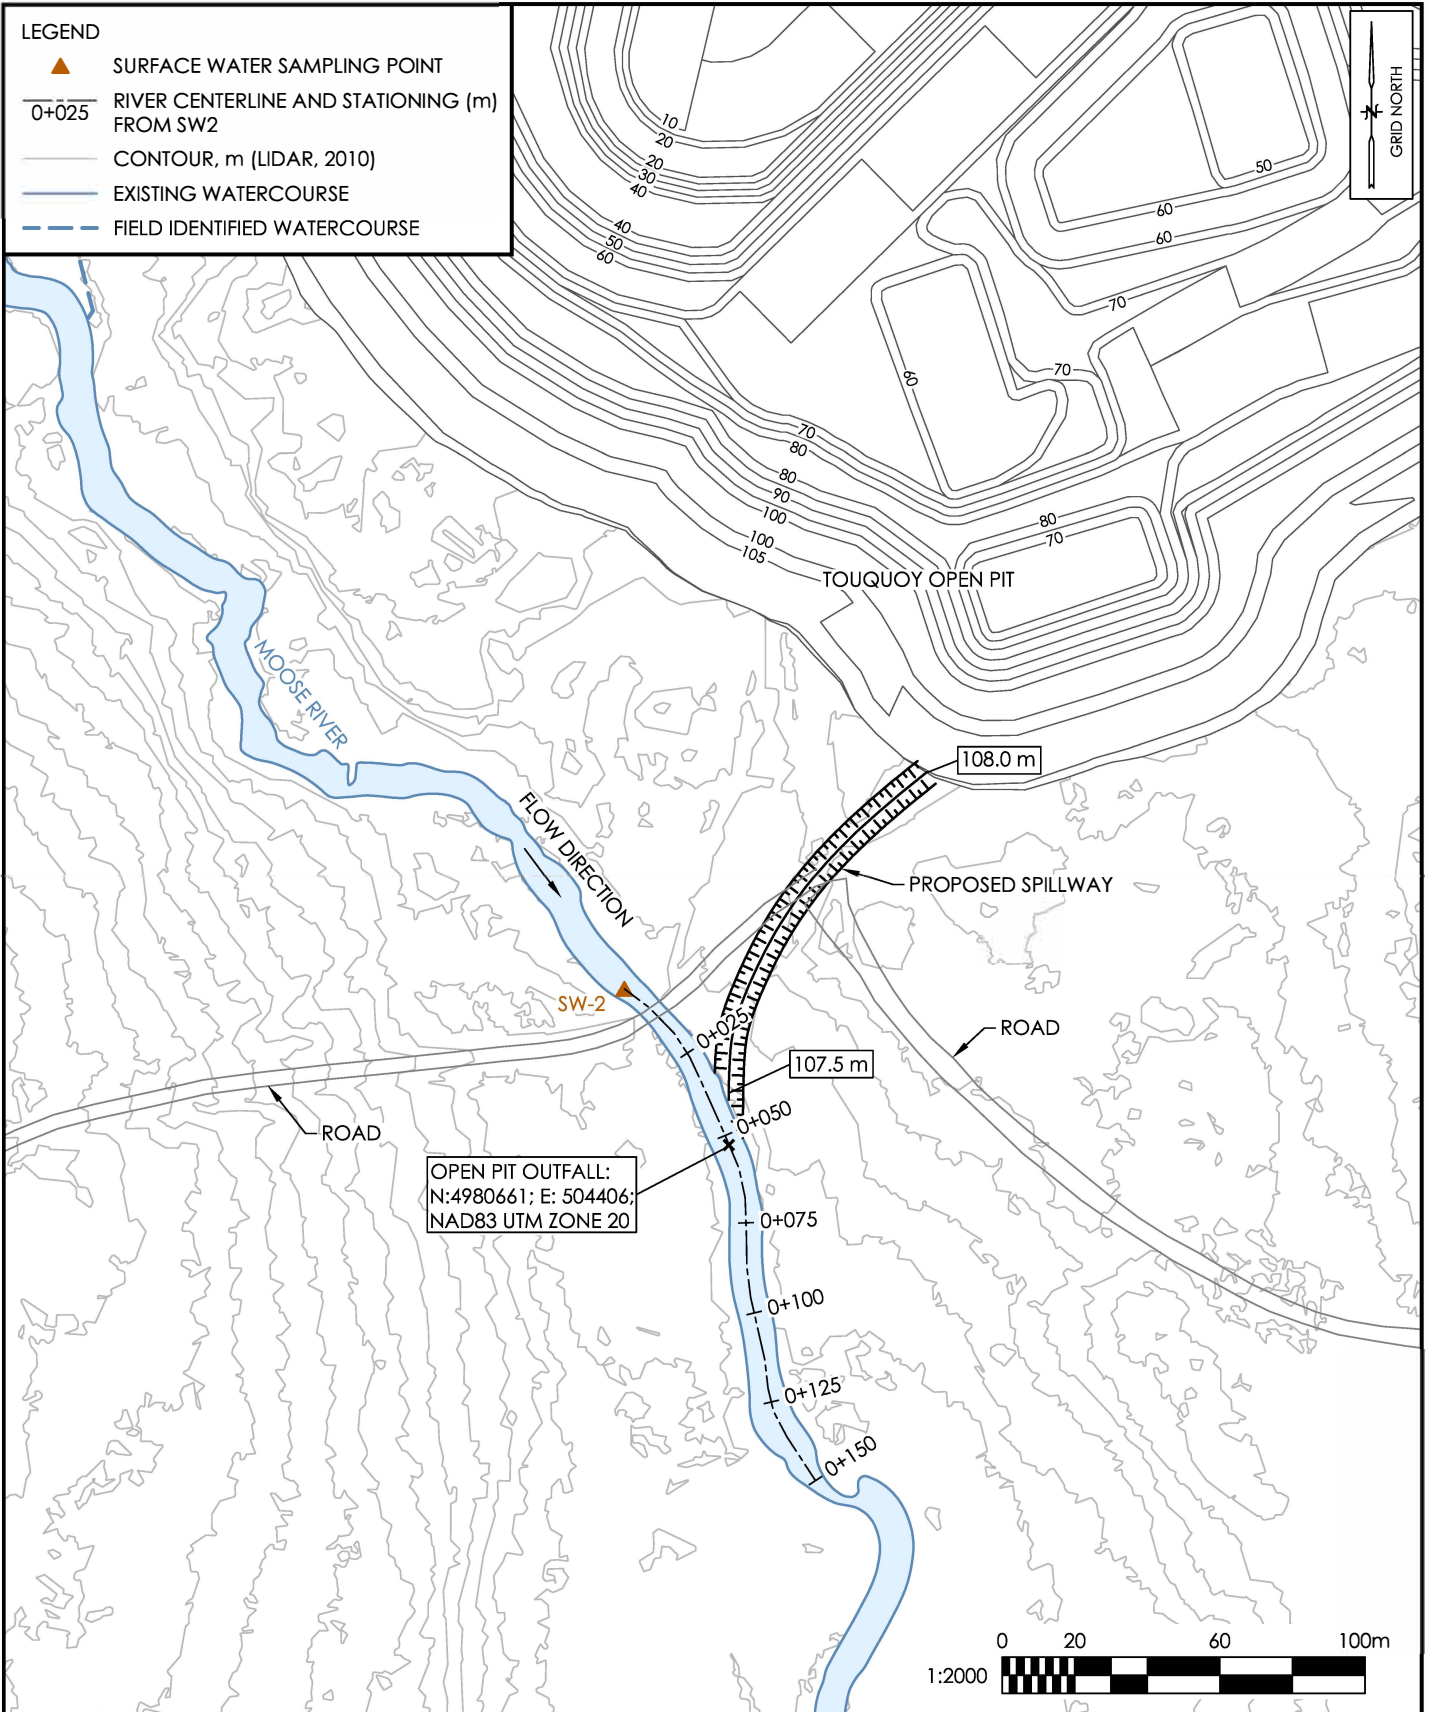 LEGEND
SURFACE WATER SAMPLING POINT
0+025
RIVER CENTERLINE AND STATIONING (m)
FROM SW2
CONTOUR, m (LIDAR, 2010)
EXISTING WATERCOURSE
FIELD IDENTIFIED WATERCOURSE
N
GRID NORTH
10
20
20
30
40
40
50
60
50
60
60
70
70
60
70
80
80
90
100
100
105
80
70
TOUQUOY OPEN PIT
MOOSE RIVER
108.0 m
FLOW DIRECTION
PROPOSED SPILLWAY
SW-2
0+025
ROAD
107.5 m
0+050
ROAD
OPEN PIT OUTFALL:
N:4980661; E: 504406;
NAD83 UTM ZONE 20
0+075
0+100
0+125
0+150
0 20 60 100m
1:2000